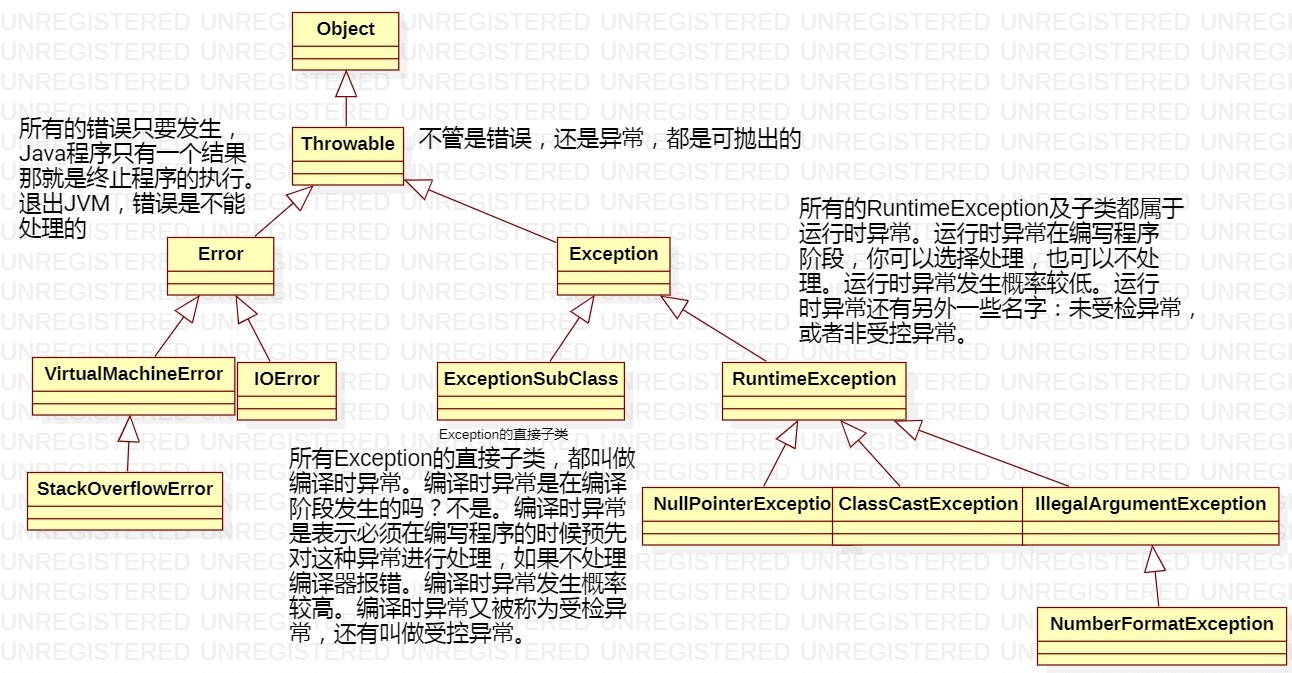 Object
所有的错误只要发生，
Java程序只有一个结果
那就是终止程序的执行。
退出JVM，错误是不能
处理的
Throwable
不管是错误，还是异常，都是可抛出的
所有的RuntimeException及子类都属于
运行时异常。运行时异常在编写程序
阶段，你可以选择处理，也可以不处
理。运行时异常发生概率较低。运行
时异常还有另外一些名字：未受检异常，
或者非受控异常。
Error
Exception
VirtualMachineError
IOError
ExceptionSubClass
RuntimeException
Exception的直接子类
所有Exception的直接子类，都叫做
编译时异常。编译时异常是在编译
阶段发生的吗？不是。编译时异常
是表示必须在编写程序的时候预先
对这种异常进行处理，如果不处理
编译器报错。编译时异常发生概率
较高。编译时异常又被称为受检异
常，还有叫做受控异常。
StackOverflowError
NullPointerExceptio
ClassCastException
IllegalArgumentException
NumberFormatException
UNREGISTERED UNREGISTERED UNREGISTERED UNREGISTERED UNREGISTERED UNREGISTERED UNREGI